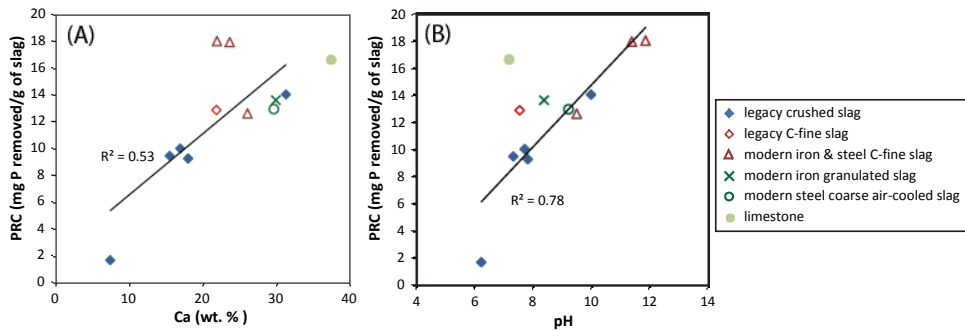 (A)
PRC (mg P removed/g of slag)
20
18
16
14
12
10
8
6
4
2
0
R² = 0.53
0 10 20 30 40
Ca (wt. % )
(B)
PRC (mg P removed/g of slag)
20
18
16
14
12
10
8
6
4
2
0
R² = 0.78
4 6 8 10 12 14
pH
legacy crushed slag
legacy C-fine slag
modern iron & steel C-fine slag
modern iron granulated slag
modern steel coarse air-cooled slag
limestone